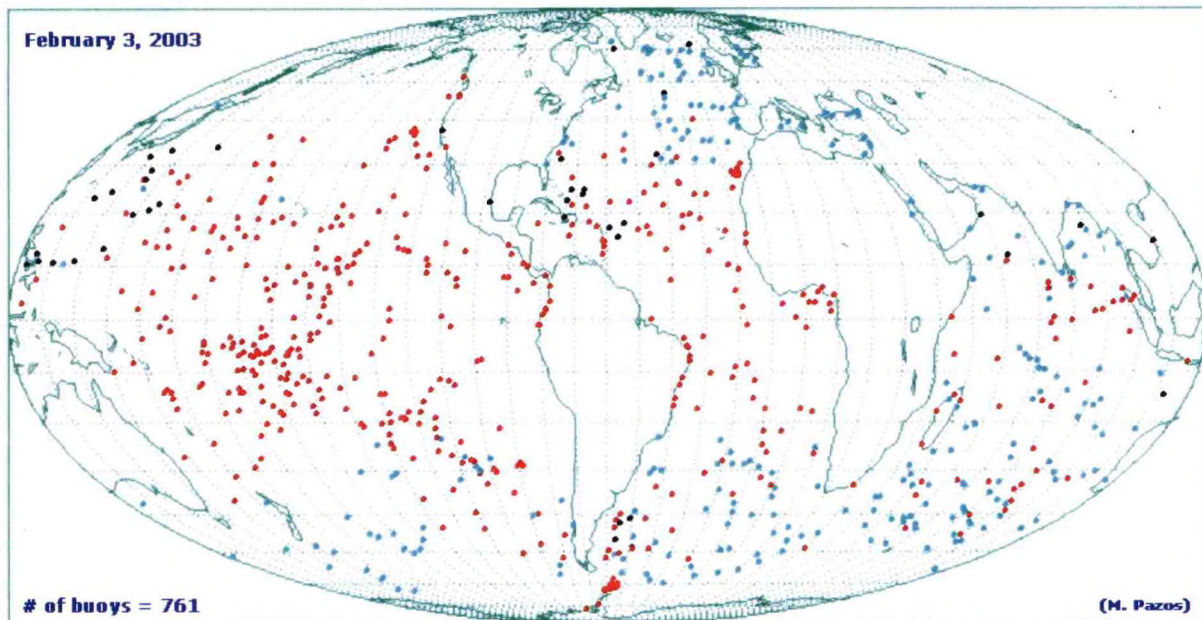 February 3, 2003
# of buoys = 761
(M. Pazos)